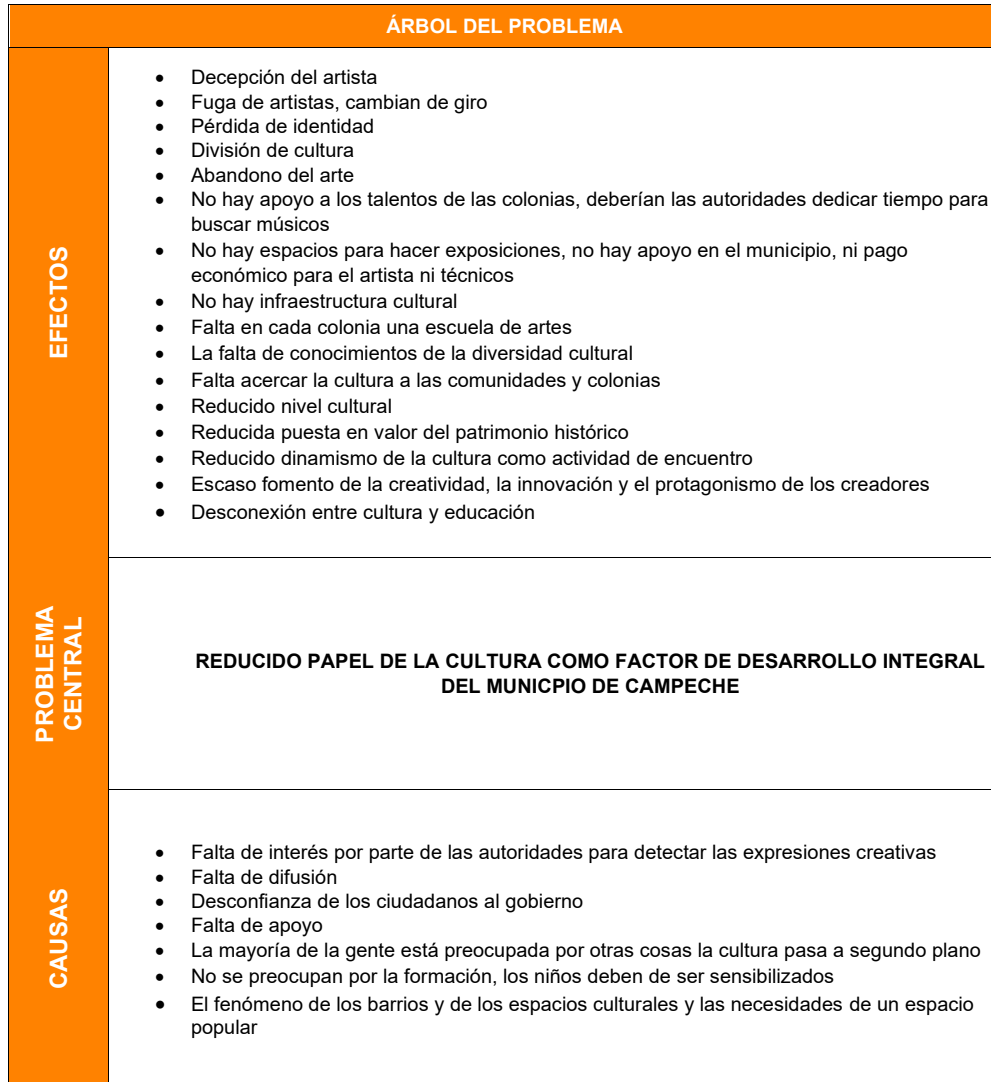 ÁRBOL DEL PROBLEMA
EFECTOS
• Decepción del artista
• Fuga de artistas, cambian de giro
• Pérdida de identidad
• División de cultura
• Abandono del arte
• No hay apoyo a los talentos de las colonias, deberían las autoridades dedicar tiempo para
buscar músicos
• No hay espacios para hacer exposiciones, no hay apoyo en el municipio, ni pago
económico para el artista ni técnicos
• No hay infraestructura cultural
• Falta en cada colonia una escuela de artes
• La falta de conocimientos de la diversidad cultural
• Falta acercar la cultura a las comunidades y colonias
• Reducido nivel cultural
• Reducida puesta en valor del patrimonio histórico
• Reducido dinamismo de la cultura como actividad de encuentro
• Escaso fomento de la creatividad, la innovación y el protagonismo de los creadores
• Desconexión entre cultura y educación
PROBLEMA
CENTRAL
REDUCIDO PAPEL DE LA CULTURA COMO FACTOR DE DESARROLLO INTEGRAL
DEL MUNICPIO DE CAMPECHE
CAUSAS
• Falta de interés por parte de las autoridades para detectar las expresiones creativas
• Falta de difusión
• Desconfianza de los ciudadanos al gobierno
• Falta de apoyo
• La mayoría de la gente está preocupada por otras cosas la cultura pasa a segundo plano
• No se preocupan por la formación, los niños deben de ser sensibilizados
• El fenómeno de los barrios y de los espacios culturales y las necesidades de un espacio
popular